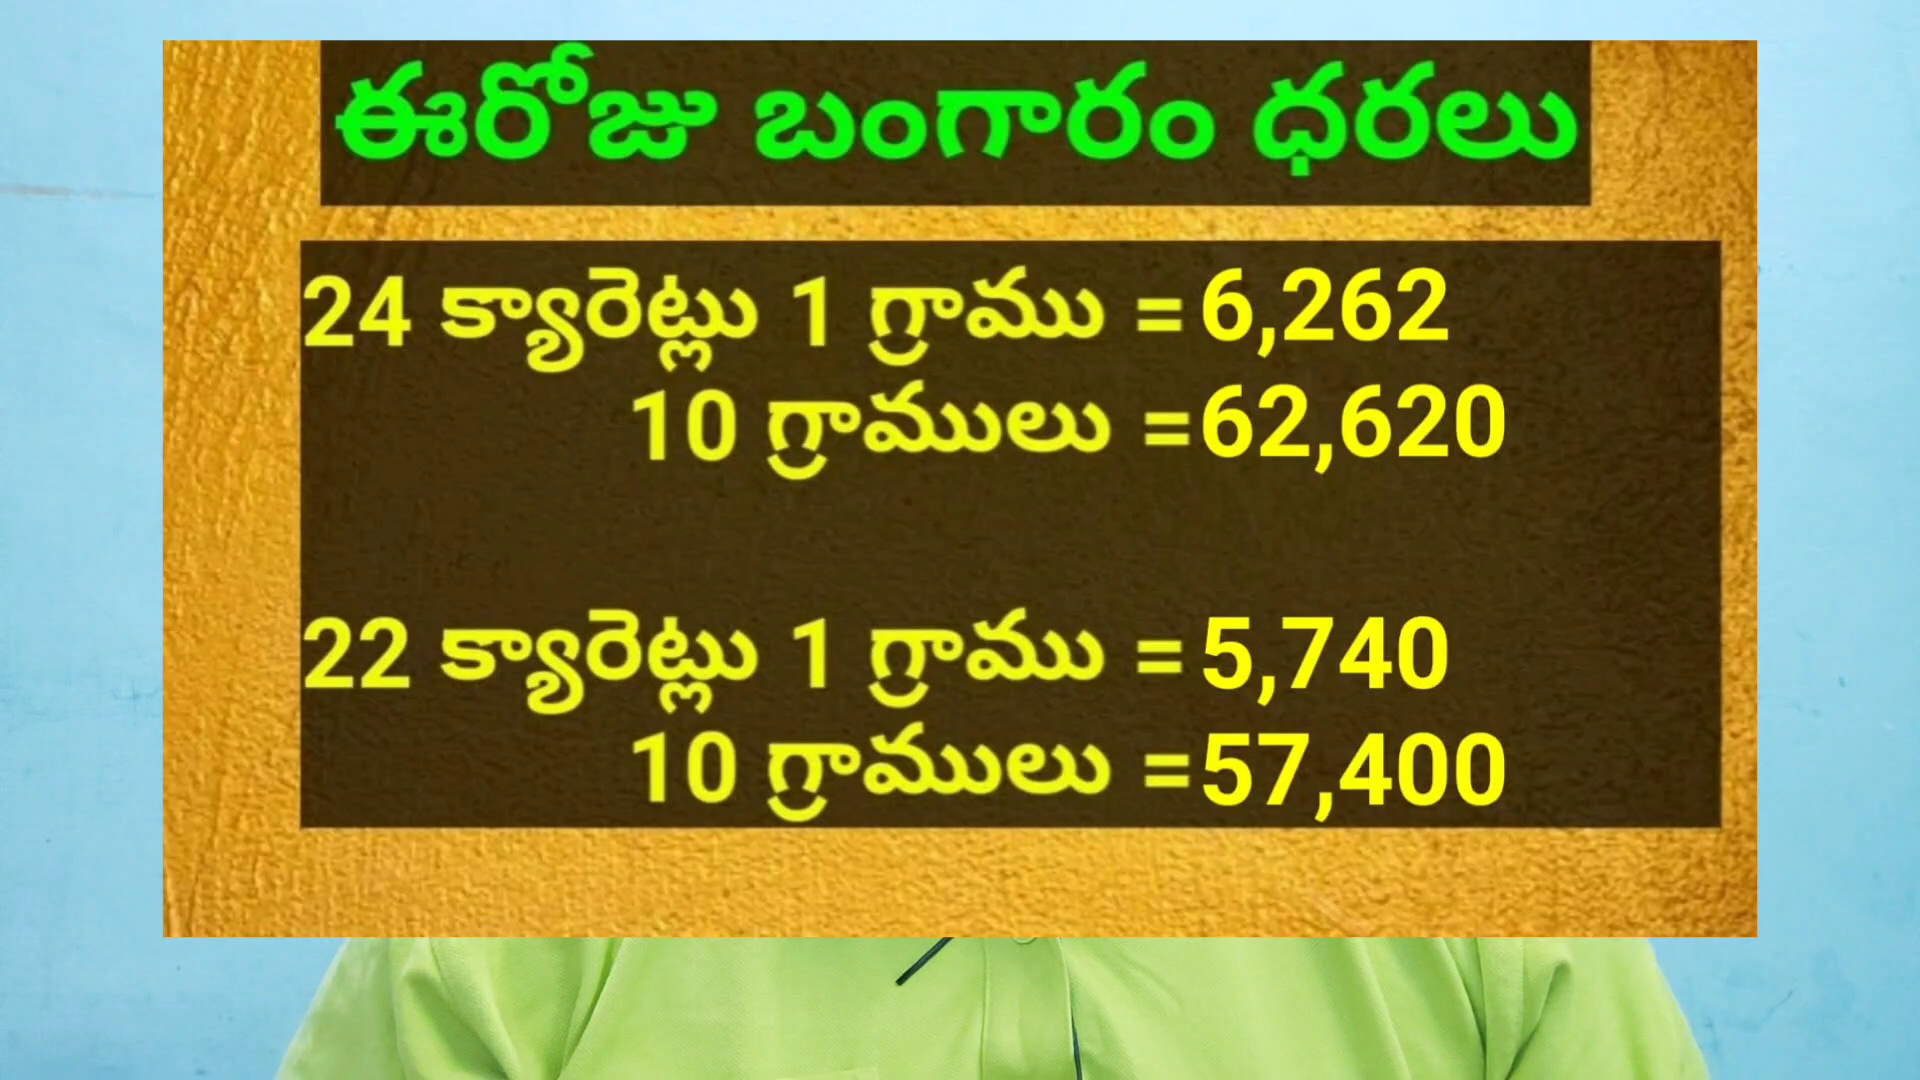 ఈరోజు బంగారం ధరలు
24 క్యారెట్లు 1 గ్రాము = 6,262
10 గ్రాములు =62,620
22 క్యారెట్లు 1 గ్రాము = 5,740
10 గ్రాములు =57,400